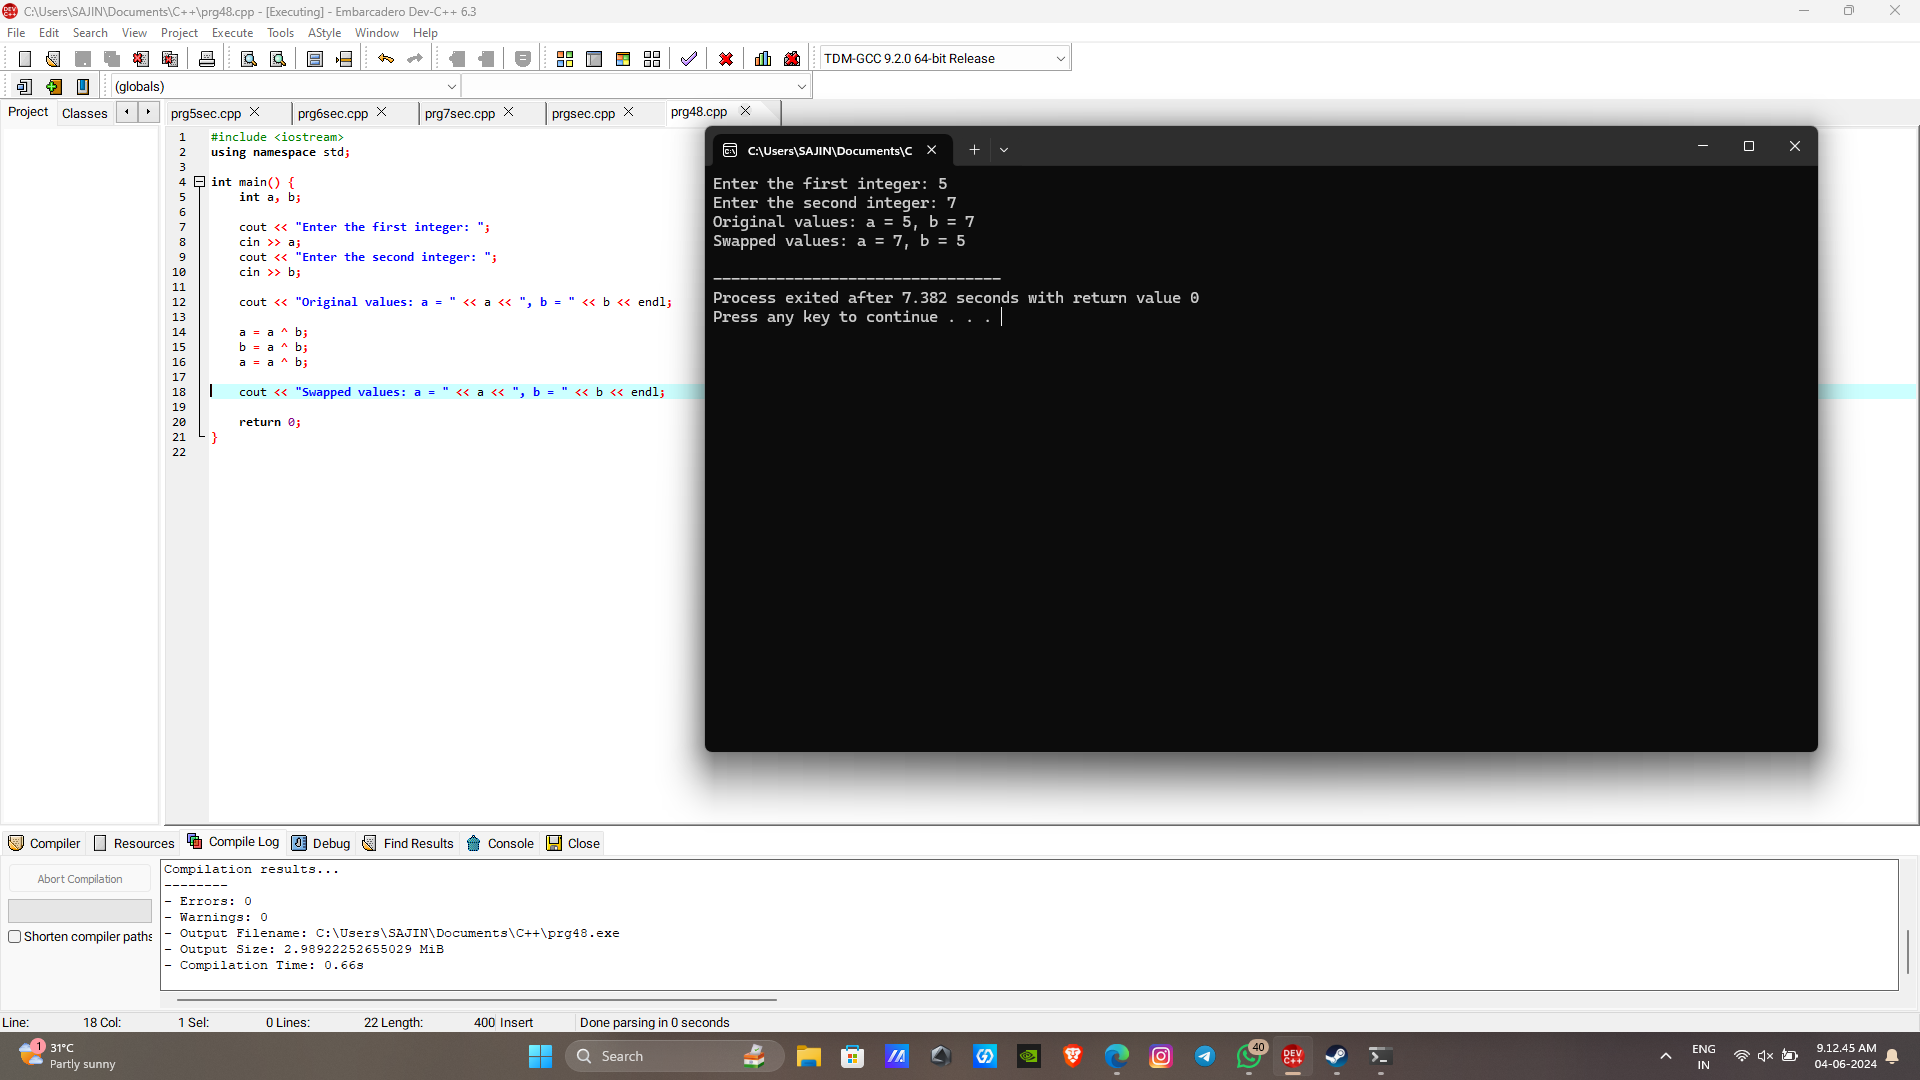 C:\Users\SAJIN\Documents\C++\prg48.cpp - [Executing] - Embarcadero Dev-C++ 6.3
File Edit Search View Project Execute Tools AStyle Window Help
TDM-GCC 9.2.0 64-bit Release
(globals)
Project Classes prg5sec.cpp prg6sec.cpp prg7sec.cpp prgsec.cpp prg48.cpp
1 #include <iostream>
2 using namespace std;
3
4 int main() {
5 int a, b;
6
7 cout << "Enter the first integer: ";
8 cin >> a;
9 cout << "Enter the second integer: ";
10 cin >> b;
11
12 cout << "Original values: a = " << a << ", b = " << b << endl;
13
14 a = a ^ b;
15 b = a ^ b;
16 a = a ^ b;
17
18 cout << "Swapped values: a = " << a << ", b = " << b << endl;
19
20 return 0;
21 }
22
C:\Users\SAJIN\Documents\C
Enter the first integer: 5
Enter the second integer: 7
Original values: a = 5, b = 7
Swapped values: a = 7, b = 5
--------------------------------
Process exited after 7.382 seconds with return value 0
Press any key to continue . . .
Compiler Resources Compile Log Debug Find Results Console Close
Abort Compilation
Shorten compiler paths
Compilation results...
--------
- Errors: 0
- Warnings: 0
- Output Filename: C:\Users\SAJIN\Documents\C++\prg48.exe
- Output Size: 2.98922252655029 MiB
- Compilation Time: 0.66s
Line: 18 Col: 1 Sel: 0 Lines: 22 Length: 400 Insert Done parsing in 0 seconds
1
31°C
Partly sunny
Search
40
DEV C++
ENG
IN
9.12.45 AM
04-06-2024